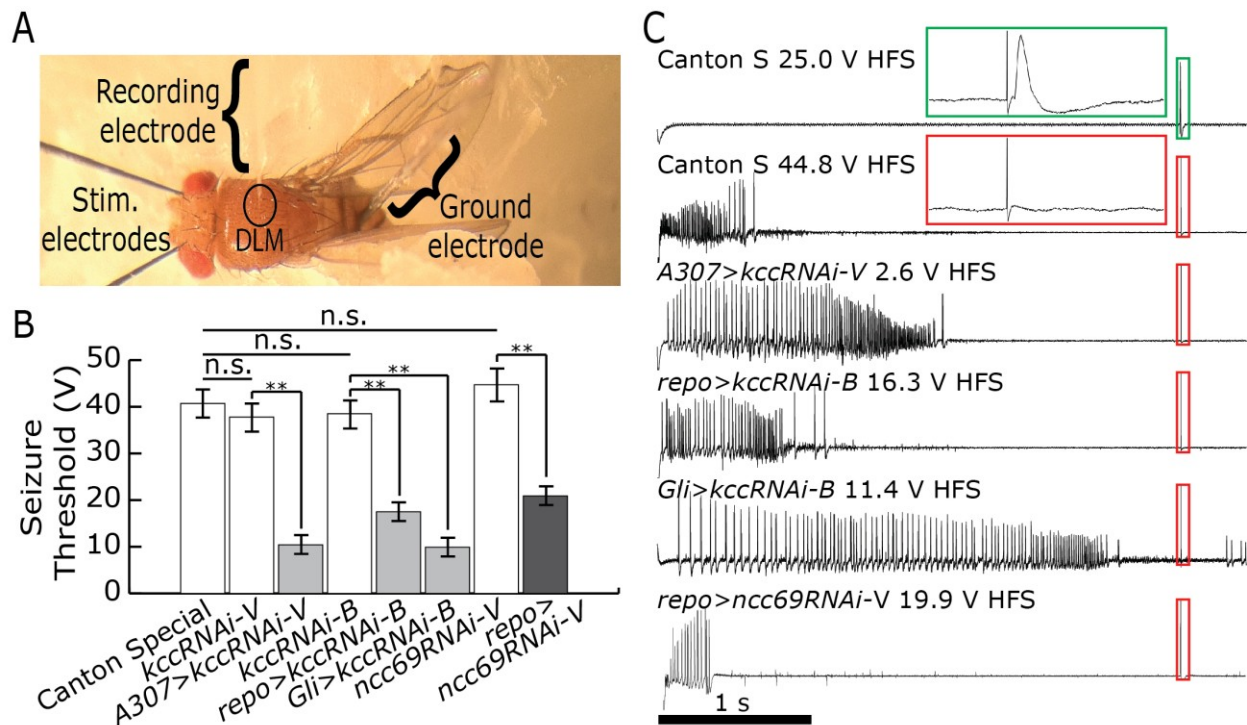 A
Recording
electrode
Stim.
electrodes
DLM
Ground
electrode
B
n.s.
n.s.
n.s.
**
**
**
**
Seizure
Threshold (V)
50
40
30
20
10
0
Canton Special
kccRNAi-V
A307>kccRNAi-V
kccRNAi-B
repo>kccRNAi-B
Gli>kccRNAi-B
ncc69RNAi-V
repo>
ncc69RNAi-V
C
Canton S 25.0 V HFS
Canton S 44.8 V HFS
A307>kccRNAi-V 2.6 V HFS
repo>kccRNAi-B 16.3 V HFS
Gli>kccRNAi-B 11.4 V HFS
repo>ncc69RNAi-V 19.9 V HFS
1 s